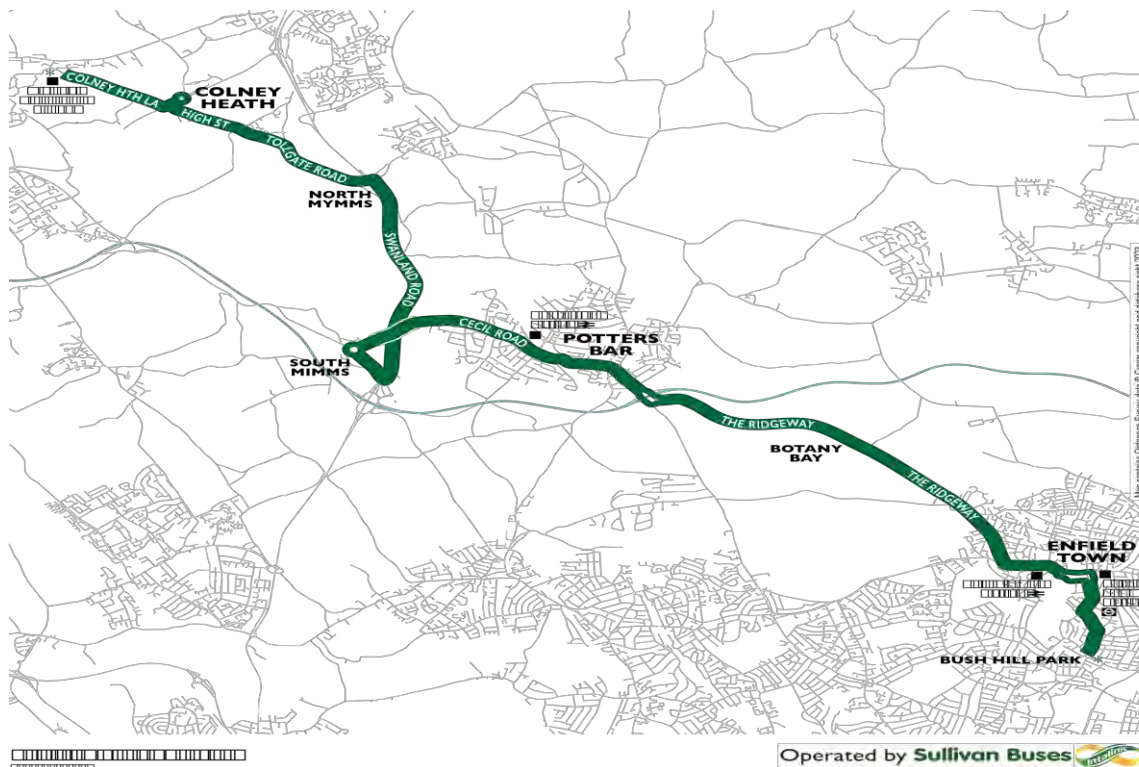 COLNEY HTH LA
COLNEY
HEATH
HIGH ST
TOLLGATE ROAD
NORTH
MYMMS
SWANLAND ROAD
CECIL ROAD
POTTERS
BAR
SOUTH
MIMMS
THE RIDGEWAY
BOTANY
BAY
THE RIDGEWAY
ENFIELD
TOWN
BUSH HILL PARK
Operated by Sullivan Buses